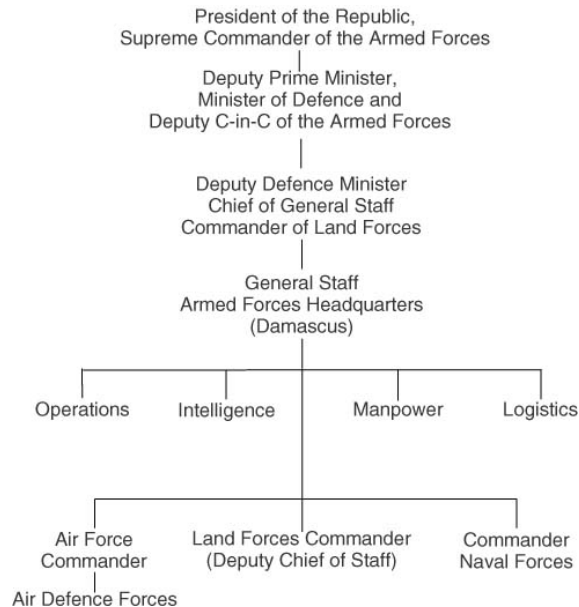 President of the Republic,
Supreme Commander of the Armed Forces
Deputy Prime Minister,
Minister of Defence and
Deputy C-in-C of the Armed Forces
Deputy Defence Minister
Chief of General Staff
Commander of Land Forces
General Staff
Armed Forces Headquarters
(Damascus)
Operations
Intelligence
Manpower
Logistics
Air Force
Commander
Land Forces Commander
(Deputy Chief of Staff)
Commander
Naval Forces
Air Defence Forces